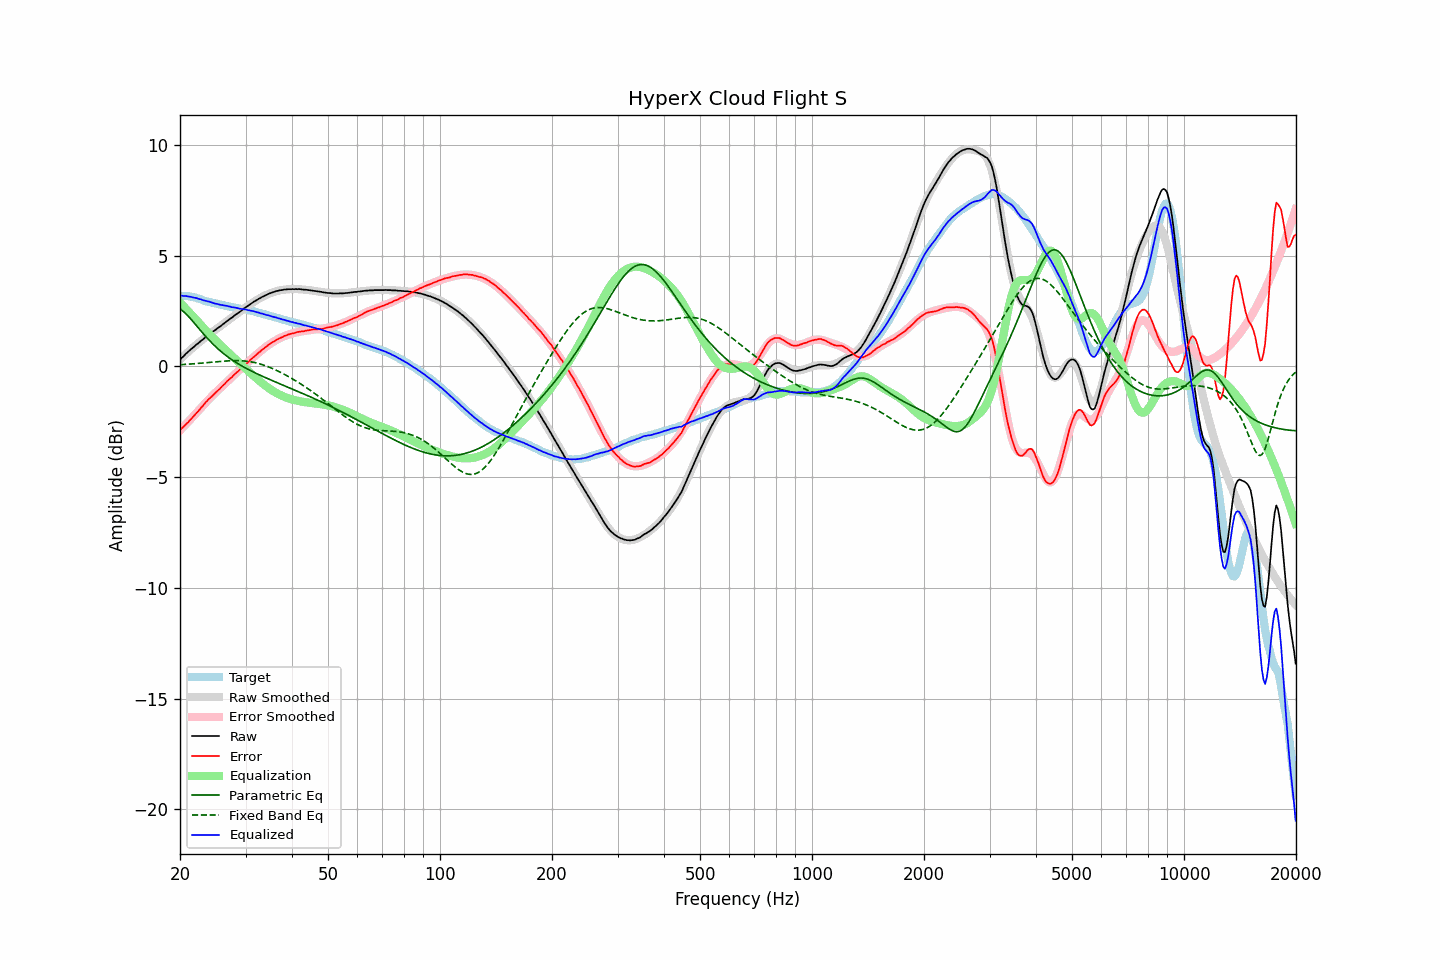 HyperX Cloud Flight S
Amplitude (dBr)
10
5
0
−5
−10
−15
−20
Target
Raw Smoothed
Error Smoothed
Raw
Error
Equalization
Parametric Eq
Fixed Band Eq
Equalized
20 50 100 200 500 1000 2000 5000 10000 20000
Frequency (Hz)